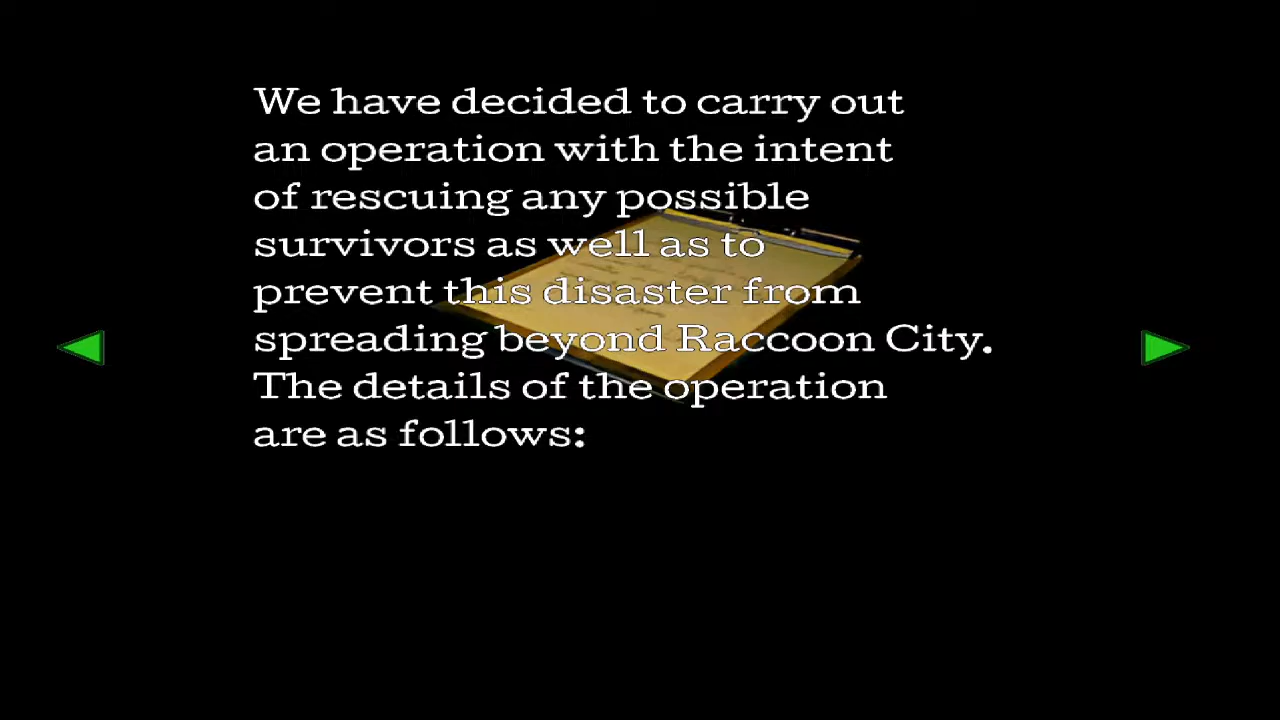 We have decided to carry out
an operation with the intent
of rescuing any possible
survivors as well as to
prevent this disaster from
spreading beyond Raccoon City.
The details of the operation
are as follows: